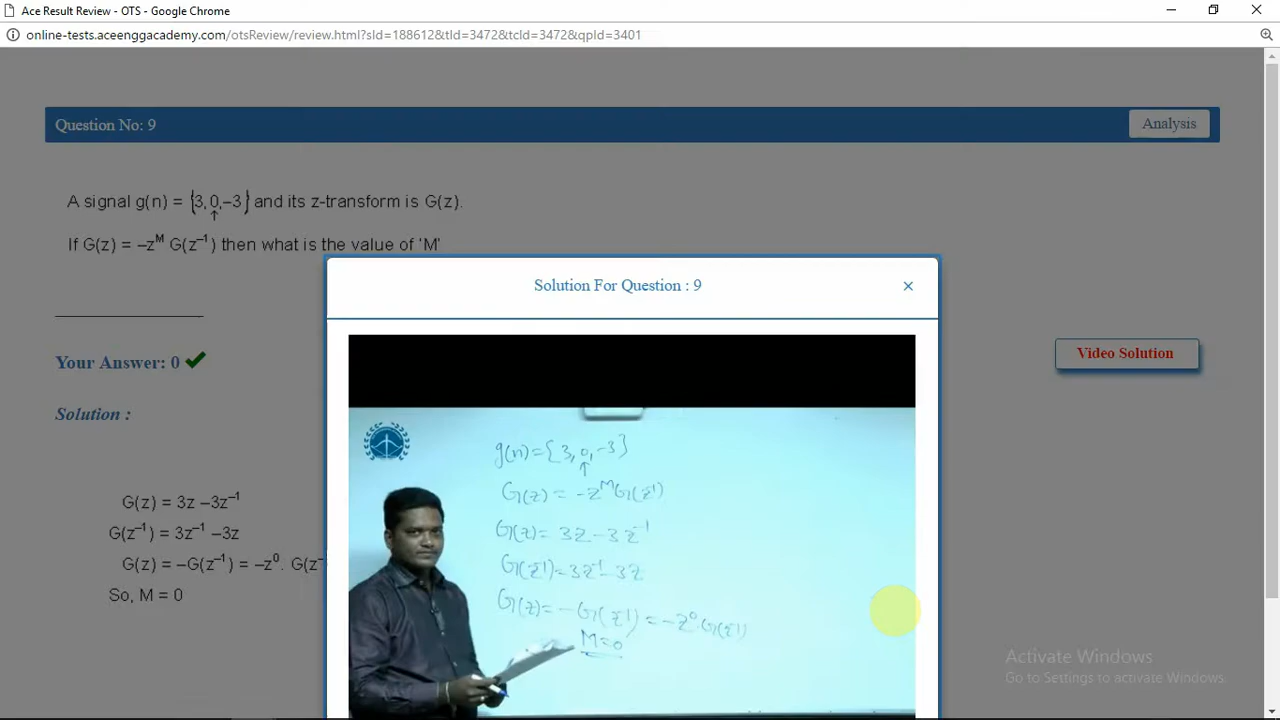 Ace Result Review - OTS - Google Chrome
online-tests.aceenggacademy.com/otsReview/review.html?sId=188612&tId=3472&tcId=3472&qpId=3401
Question No: 9
Analysis
A signal g(n) = {3, 0, –3} and its z-transform is G(z).
↑
If G(z) = –z^M G(z⁻¹) then what is the value of 'M'
Solution For Question : 9
×
Your Answer: 0
Video Solution
Solution :
G(z) = 3z –3z⁻¹
G(z⁻¹) = 3z⁻¹ –3z
G(z) = –G(z⁻¹) = –z⁰. G(z⁻
So, M = 0
g(n)={3,0,-3}
↑
G(z) = -z^M G(z⁻¹)
G(z)= 3z-3z⁻¹
G(z⁻¹)=3z⁻¹-3z
G(z)= -G(z⁻¹) = -z⁰.G(z⁻¹)
M=0
Activate Windows
Go to Settings to activate Windows.